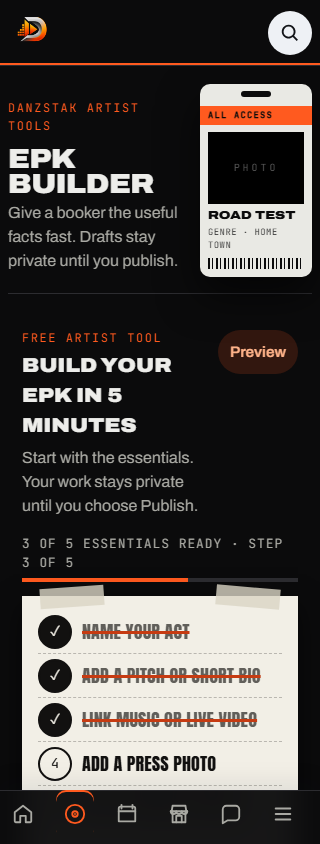 DANZSTAK ARTIST
TOOLS
EPK
BUILDER
Give a booker the useful
facts fast. Drafts stay
private until you publish.
ALL ACCESS
PHOTO
ROAD TEST
GENRE · HOME
TOWN
FREE ARTIST TOOL
BUILD YOUR
EPK IN 5
MINUTES
Preview
Start with the essentials.
Your work stays private
until you choose Publish.
3 OF 5 ESSENTIALS READY · STEP
3 OF 5
NAME YOUR ACT
ADD A PITCH OR SHORT BIO
LINK MUSIC OR LIVE VIDEO
4 ADD A PRESS PHOTO